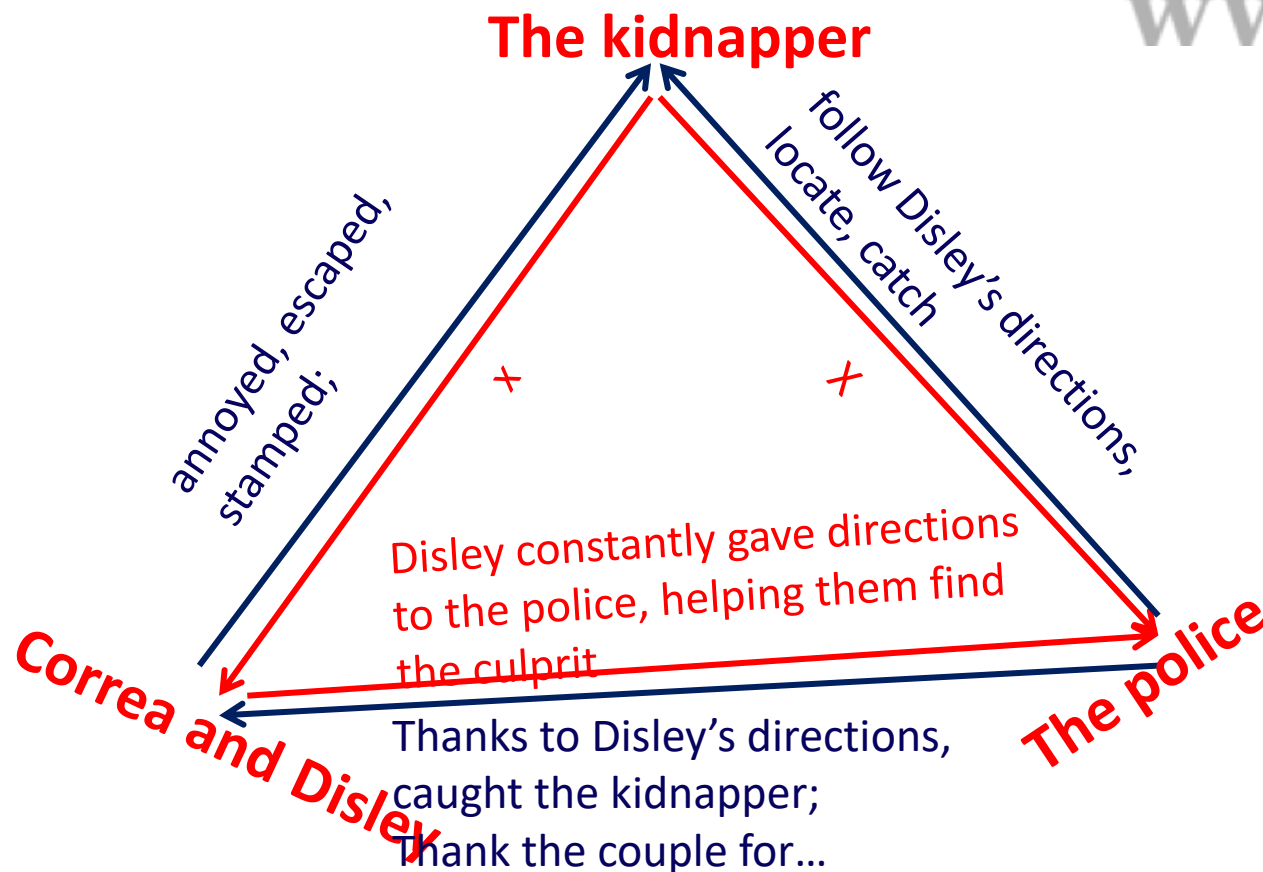 The kidnapper
annoyed, escaped,
stamped;
follow Disley's directions,
locate, catch
x
X
Disley constantly gave directions
to the police, helping them find
the culprit
Correa and Disley
The police
Thanks to Disley's directions,
caught the kidnapper;
Thank the couple for…